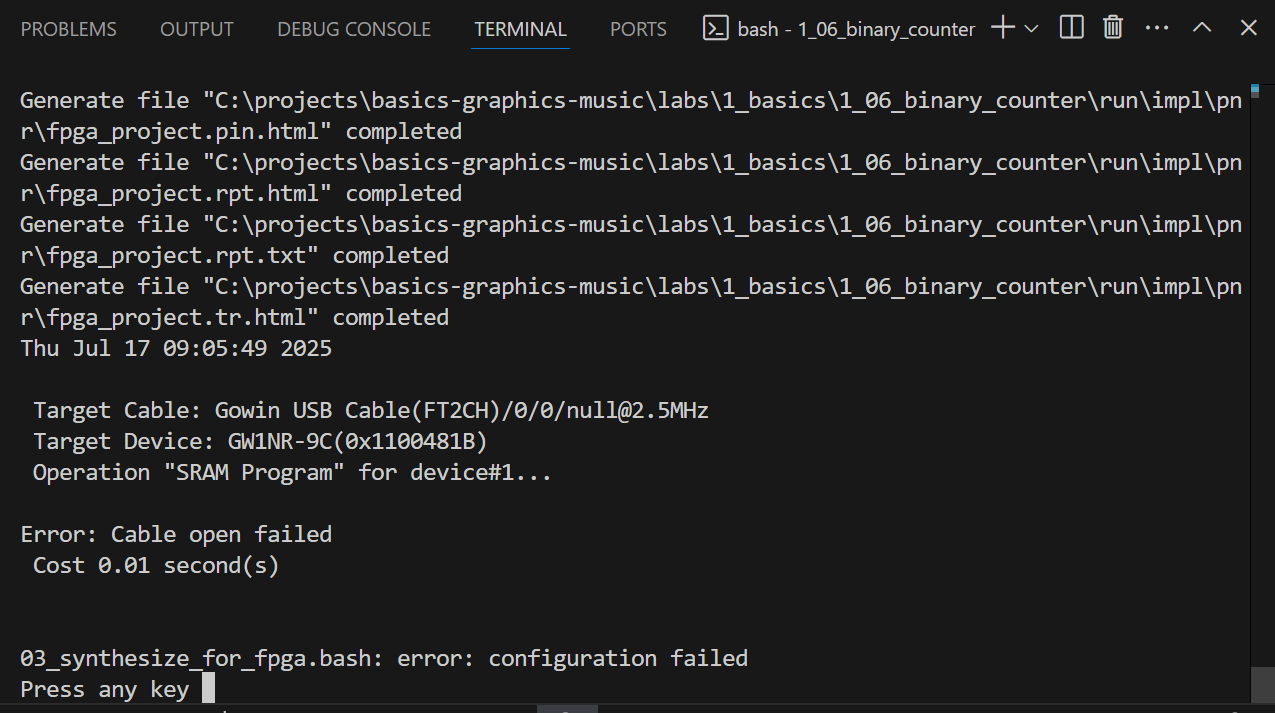 PROBLEMS OUTPUT DEBUG CONSOLE TERMINAL PORTS bash - 1_06_binary_counter
Generate file "C:\projects\basics-graphics-music\labs\1_basics\1_06_binary_counter\run\impl\pn
r\fpga_project.pin.html" completed
Generate file "C:\projects\basics-graphics-music\labs\1_basics\1_06_binary_counter\run\impl\pn
r\fpga_project.rpt.html" completed
Generate file "C:\projects\basics-graphics-music\labs\1_basics\1_06_binary_counter\run\impl\pn
r\fpga_project.rpt.txt" completed
Generate file "C:\projects\basics-graphics-music\labs\1_basics\1_06_binary_counter\run\impl\pn
r\fpga_project.tr.html" completed
Thu Jul 17 09:05:49 2025
Target Cable: Gowin USB Cable(FT2CH)/0/0/null@2.5MHz
Target Device: GW1NR-9C(0x1100481B)
Operation "SRAM Program" for device#1...
Error: Cable open failed
Cost 0.01 second(s)
03_synthesize_for_fpga.bash: error: configuration failed
Press any key